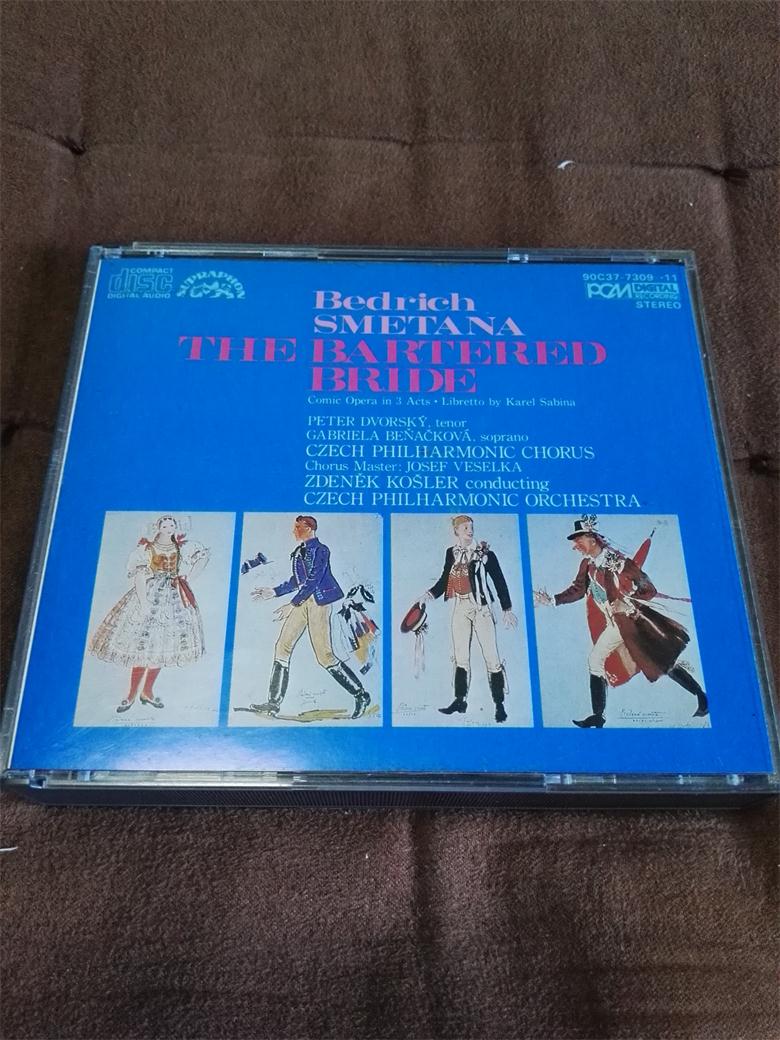 COMPACT
disc
DIGITAL AUDIO
SUPRAPHON
90C37-7309~11
PCM DIGITAL
RECORDING
STEREO
Bedrich
SMETANA
THE BARTERED
BRIDE
Comic Opera in 3 Acts • Libretto by Karel Sabina
PETER DVORSKÝ, tenor
GABRIELA BEŇAČKOVÁ, soprano
CZECH PHILHARMONIC CHORUS
Chorus Master: JOSEF VESELKA
ZDENĚK KOŠLER conducting
CZECH PHILHARMONIC ORCHESTRA